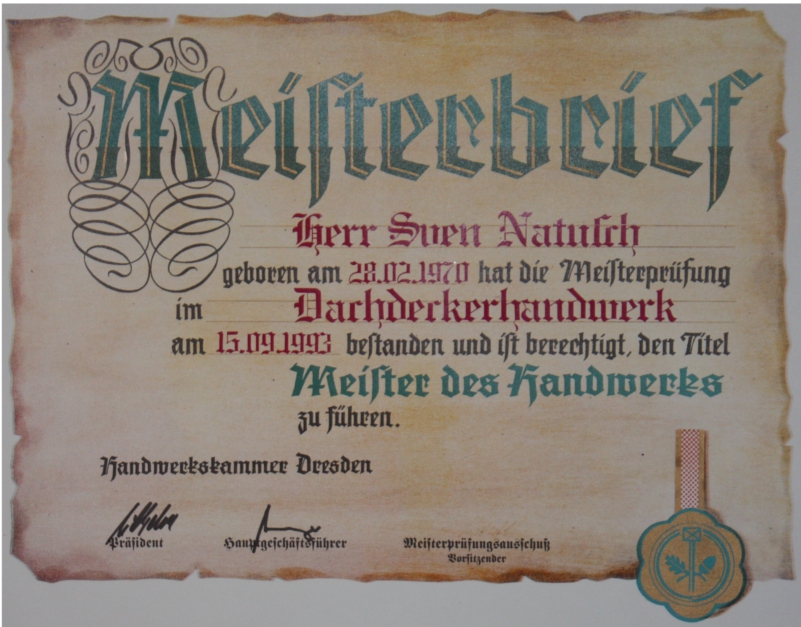 Meiſterbrief
Herr Sven Natuſch
geboren am 28.02.1970 hat die Meiſterprüfung
im Dachdeckerhandwerk
am 15.09.1993 beſtanden und iſt berechtigt, den Titel
Meiſter des Handwerks
zu führen.
Handwerkskammer Dresden
Präſident Hauptgeſchäftsführer Meiſterprüfungsausſchuß
Vorſitzender